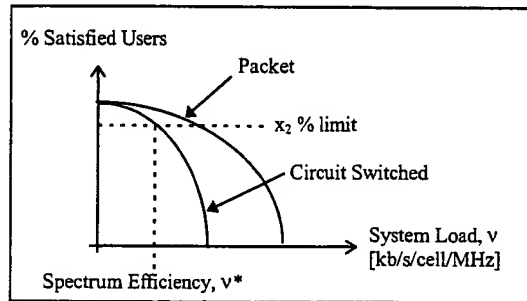 % Satisfied Users
Packet
x₂ % limit
Circuit Switched
System Load, ν
[kb/s/cell/MHz]
Spectrum Efficiency, ν*